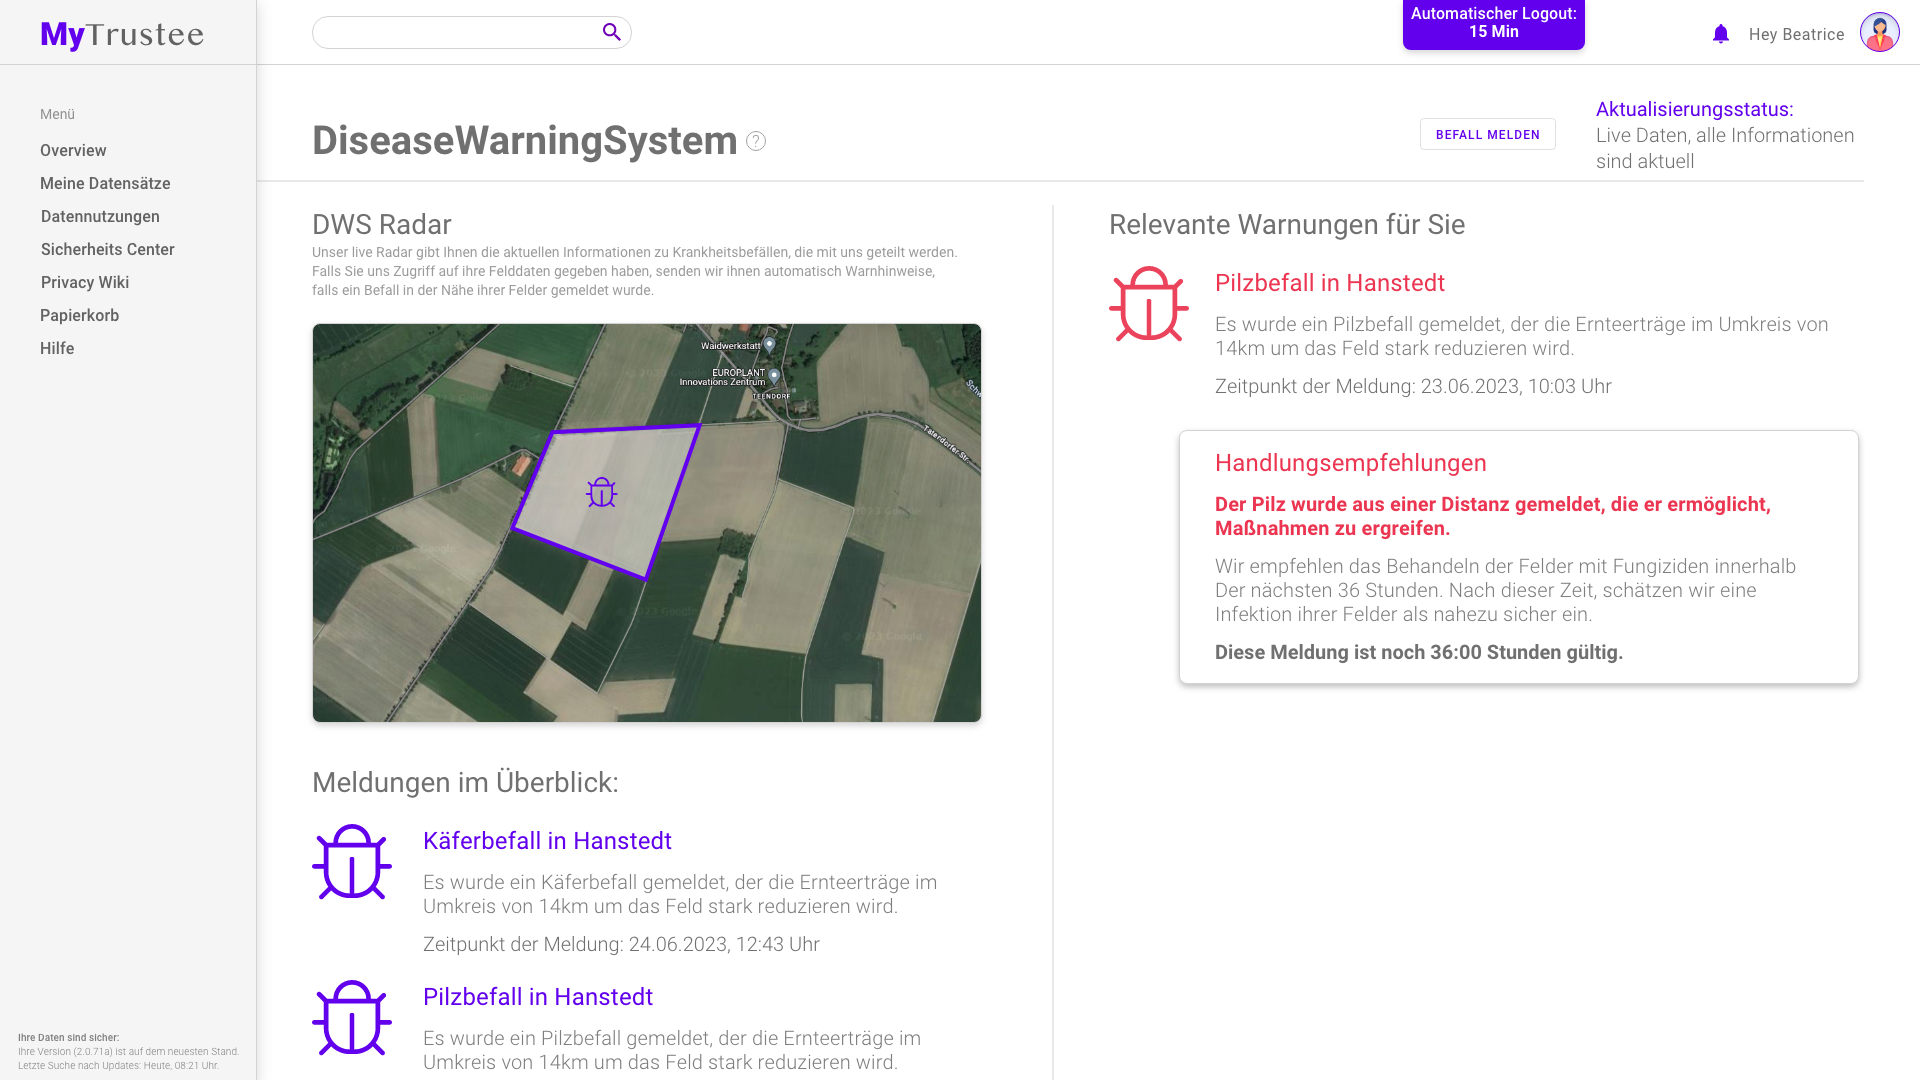 MyTrustee
Automatischer Logout:
15 Min
Hey Beatrice
Menü
Overview
Meine Datensätze
Datennutzungen
Sicherheits Center
Privacy Wiki
Papierkorb
Hilfe
Ihre Daten sind sicher:
Ihre Version (2.0.71a) ist auf dem neuesten Stand.
Letzte Suche nach Updates: Heute, 08:21 Uhr.
DiseaseWarningSystem ?
BEFALL MELDEN
Aktualisierungsstatus:
Live Daten, alle Informationen
sind aktuell
DWS Radar
Unser live Radar gibt Ihnen die aktuellen Informationen zu Krankheitsbefällen, die mit uns geteilt werden.
Falls Sie uns Zugriff auf ihre Felddaten gegeben haben, senden wir ihnen automatisch Warnhinweise,
falls ein Befall in der Nähe ihrer Felder gemeldet wurde.
Waidwerkstatt
EUROPLANT
Innovations Zentrum
TEENDORF
Tatendorfer Str.
Google
© 2023 Google
Meldungen im Überblick:
Käferbefall in Hanstedt
Es wurde ein Käferbefall gemeldet, der die Ernteerträge im
Umkreis von 14km um das Feld stark reduzieren wird.
Zeitpunkt der Meldung: 24.06.2023, 12:43 Uhr
Pilzbefall in Hanstedt
Es wurde ein Pilzbefall gemeldet, der die Ernteerträge im
Umkreis von 14km um das Feld stark reduzieren wird.
Relevante Warnungen für Sie
Pilzbefall in Hanstedt
Es wurde ein Pilzbefall gemeldet, der die Ernteerträge im Umkreis von
14km um das Feld stark reduzieren wird.
Zeitpunkt der Meldung: 23.06.2023, 10:03 Uhr
Handlungsempfehlungen
Der Pilz wurde aus einer Distanz gemeldet, die er ermöglicht,
Maßnahmen zu ergreifen.
Wir empfehlen das Behandeln der Felder mit Fungiziden innerhalb
Der nächsten 36 Stunden. Nach dieser Zeit, schätzen wir eine
Infektion ihrer Felder als nahezu sicher ein.
Diese Meldung ist noch 36:00 Stunden gültig.